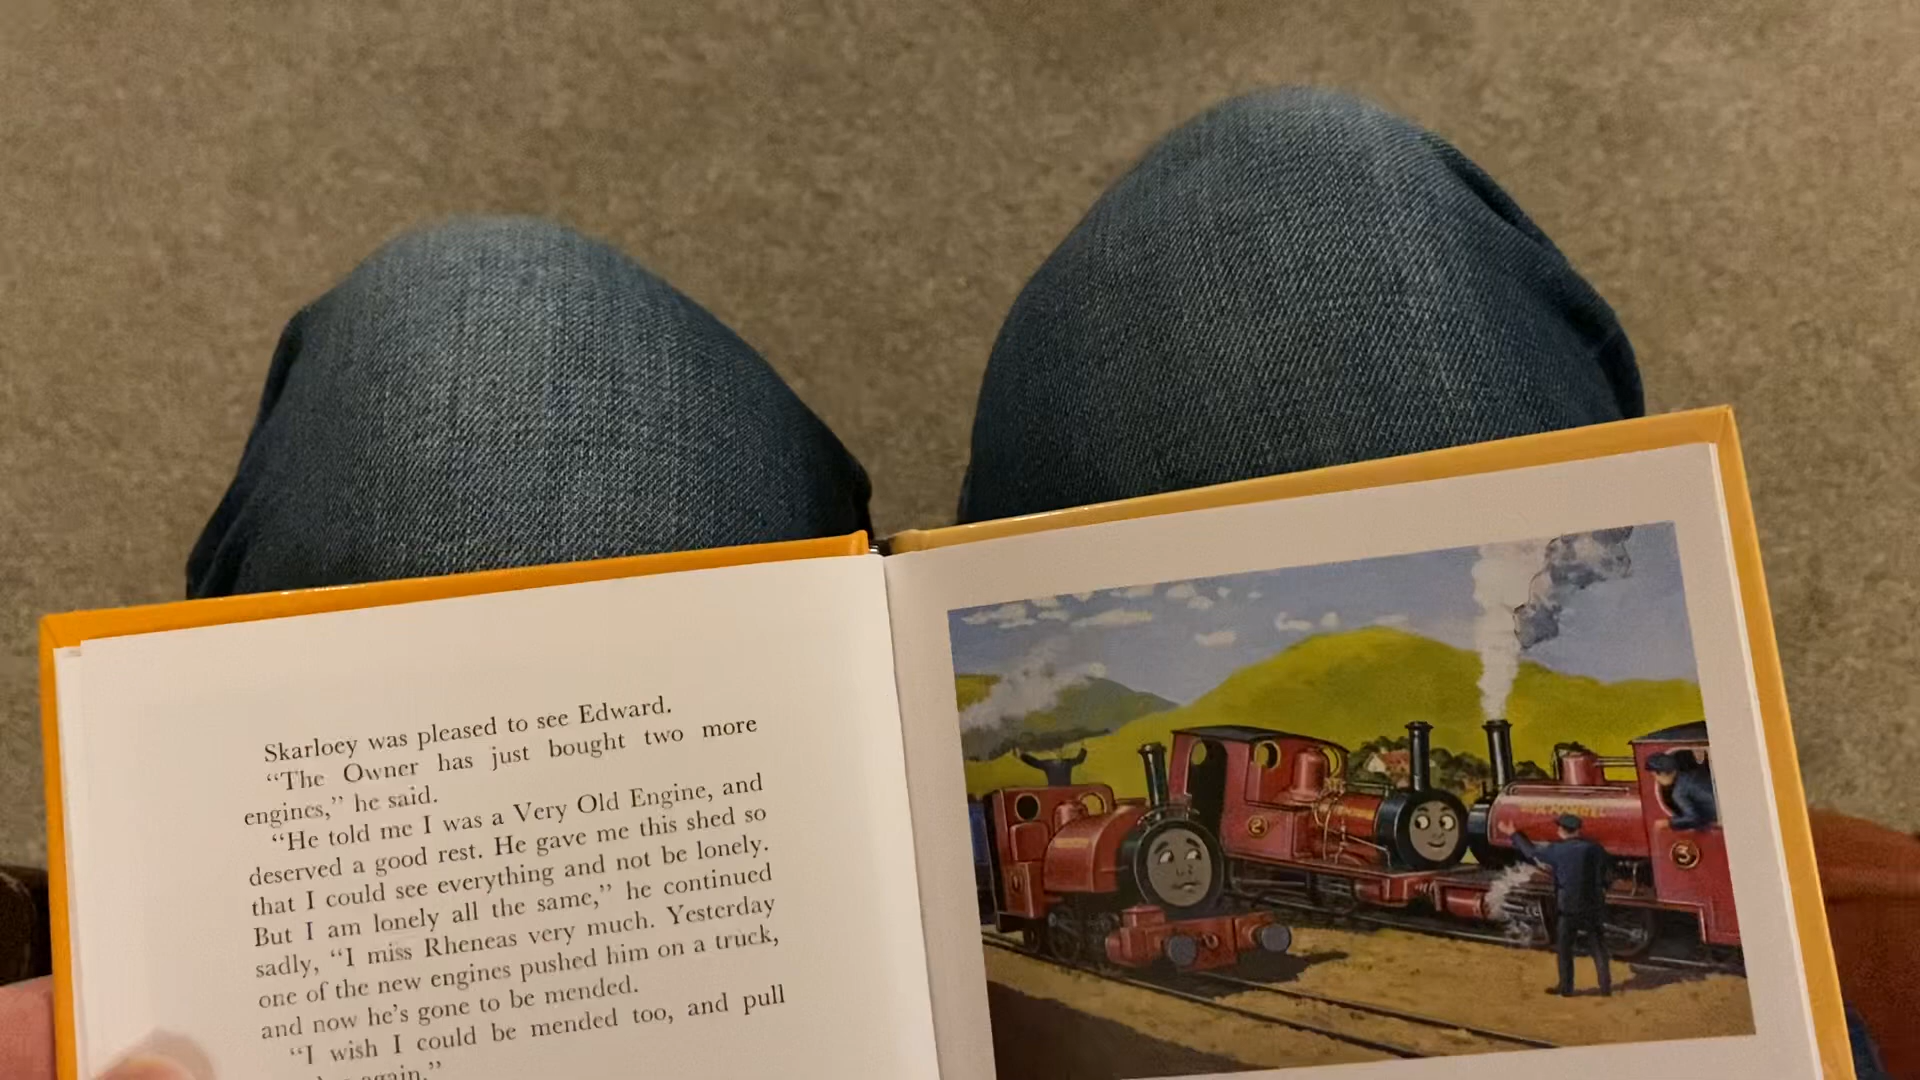 Skarloey was pleased to see Edward.
“The Owner has just bought two more
engines,” he said.
“He told me I was a Very Old Engine, and
deserved a good rest. He gave me this shed so
that I could see everything and not be lonely.
But I am lonely all the same,” he continued
sadly, “I miss Rheneas very much. Yesterday
one of the new engines pushed him on a truck,
and now he’s gone to be mended.
“I wish I could be mended too, and pull
again.”
2
3